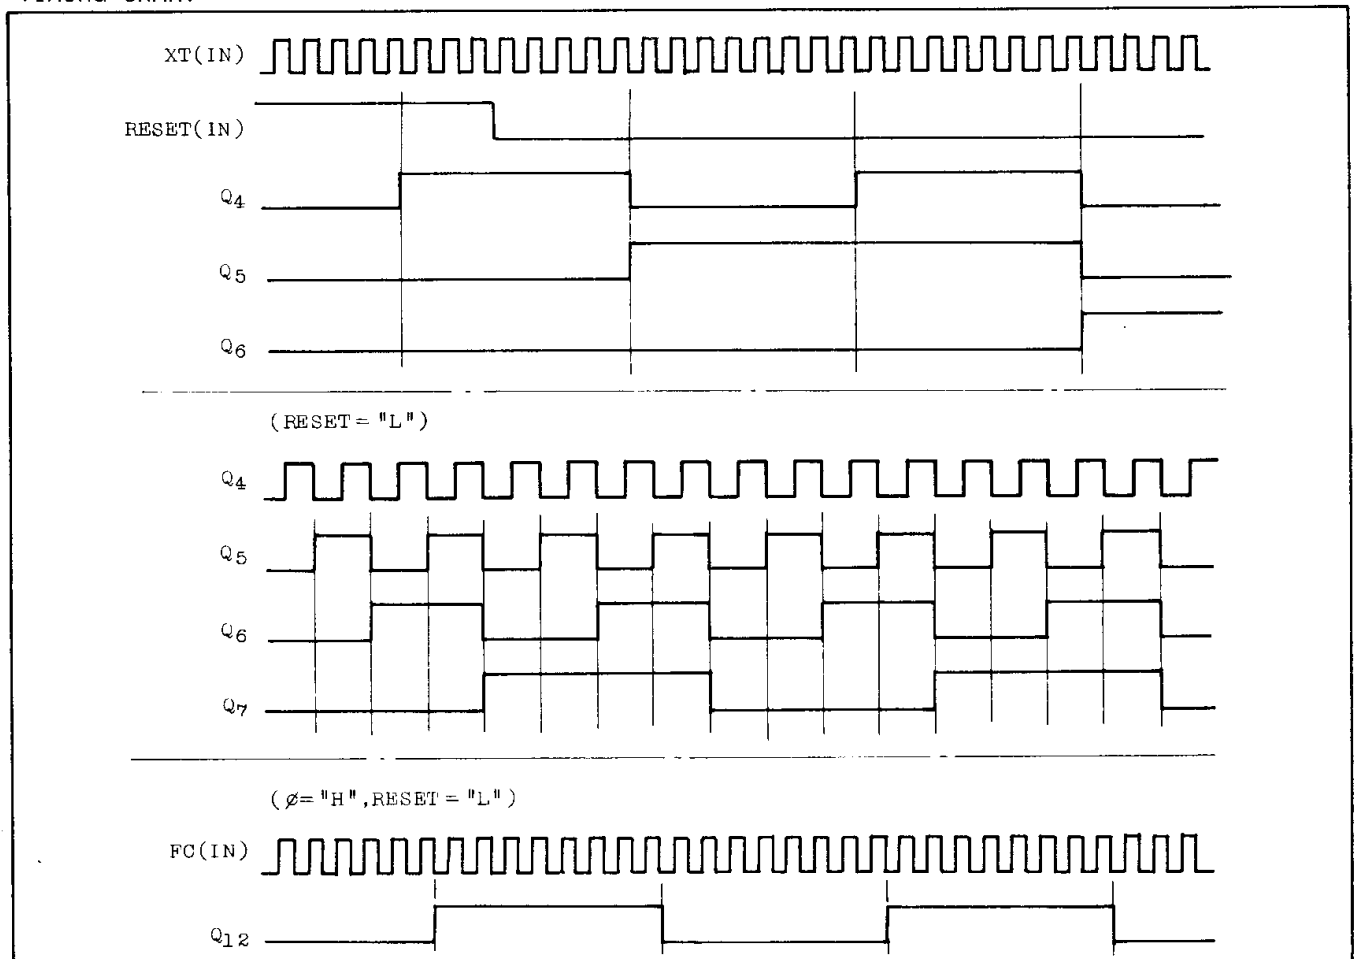 XT(IN)
RESET(IN)
Q4
Q5
Q6
(RESET = "L")
Q4
Q5
Q6
Q7
(ø="H",RESET = "L")
FC(IN)
Q12